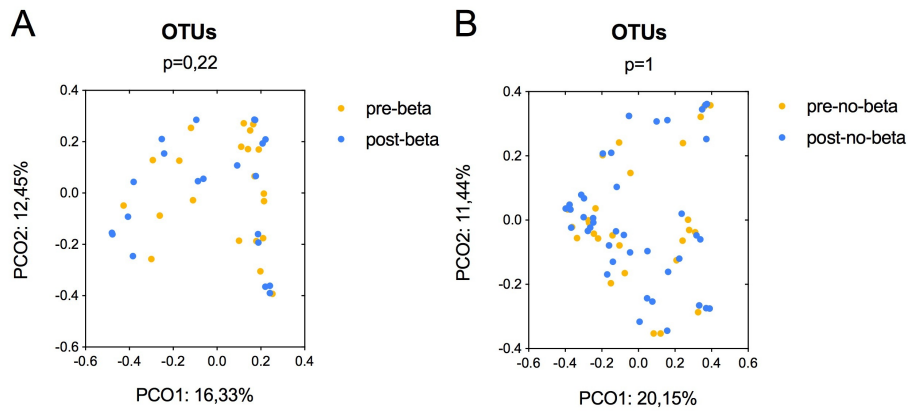 A
OTUs
p=0,22
0.4
0.2
0.0
-0.2
-0.4
-0.6
-0.6 -0.4 -0.2 0.0 0.2 0.4
PCO2: 12,45%
PCO1: 16,33%
pre-beta
post-beta
B
OTUs
p=1
0.4
0.2
0.0
-0.2
-0.4
-0.6 -0.4 -0.2 0.0 0.2 0.4 0.6
PCO2: 11,44%
PCO1: 20,15%
pre-no-beta
post-no-beta